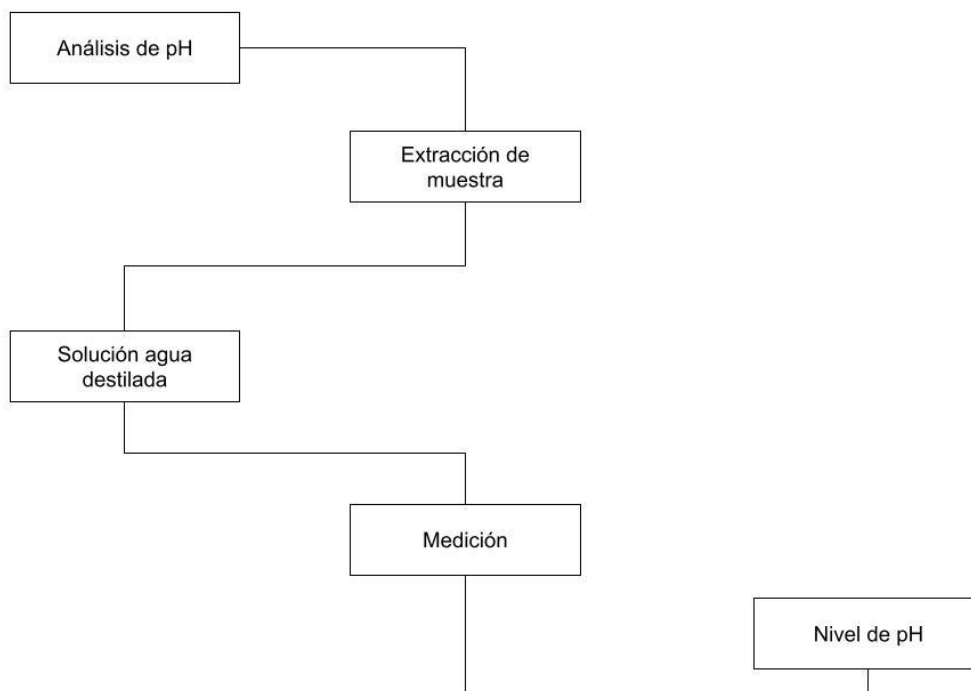 Análisis de pH
Extracción de
muestra
Solución agua
destilada
Medición
Nivel de pH